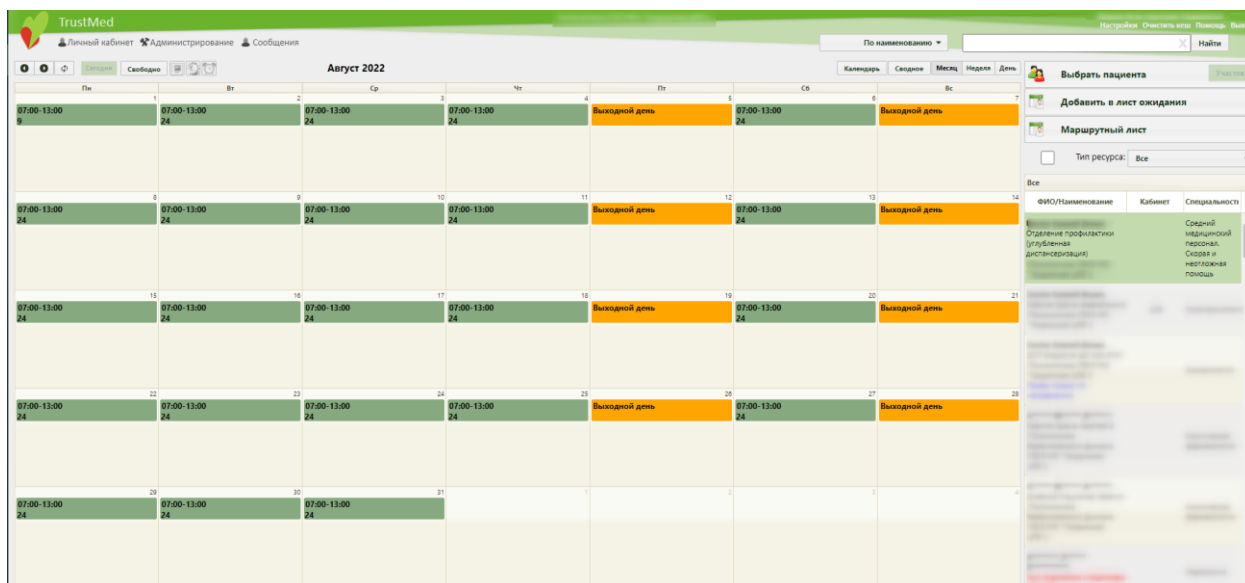 TrustMed
Настройки Очистить кеш Помощь
Личный кабинет Администрирование Сообщения
По наименованию
Найти
Сегодня Свободно
Август 2022
Календарь Сводное Месяц Неделя День
Выбрать пациента
Добавить в лист ожидания
Маршрутный лист
Тип ресурса: Все
Все
ФИО/Наименование Кабинет Специальность
Отделение профилактики
(углубленная
диспансеризация)
Средний
медицинский
персонал.
Скорая и
неотложная
помощь
Пн Вт Ср Чт Пт Сб Вс
1 2 3 4 5 6 7
07:00-13:00 07:00-13:00 07:00-13:00 07:00-13:00 Выходной день 07:00-13:00 Выходной день
9 24 24 24 24
8 9 10 11 12 13 14
07:00-13:00 07:00-13:00 07:00-13:00 07:00-13:00 Выходной день 07:00-13:00 Выходной день
24 24 24 24 24
15 16 17 18 19 20 21
07:00-13:00 07:00-13:00 07:00-13:00 07:00-13:00 Выходной день 07:00-13:00 Выходной день
24 24 24 24 24
22 23 24 25 26 27 28
07:00-13:00 07:00-13:00 07:00-13:00 07:00-13:00 Выходной день 07:00-13:00 Выходной день
24 24 24 24 24
29 30 31 1 2 3 4
07:00-13:00 07:00-13:00 07:00-13:00
24 24 24